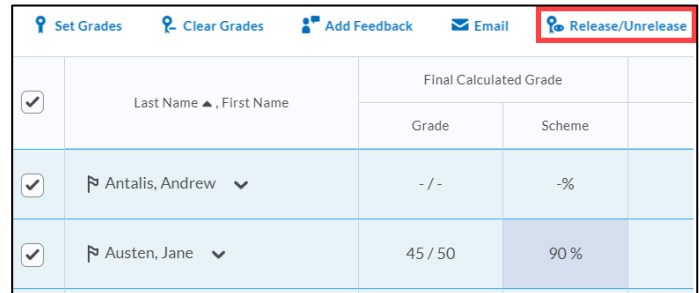 Set Grades Clear Grades Add Feedback Email Release/Unrelease
Last Name ▲ , First Name
Final Calculated Grade
Grade Scheme
Antalis, Andrew - / - -%
Austen, Jane 45 / 50 90 %